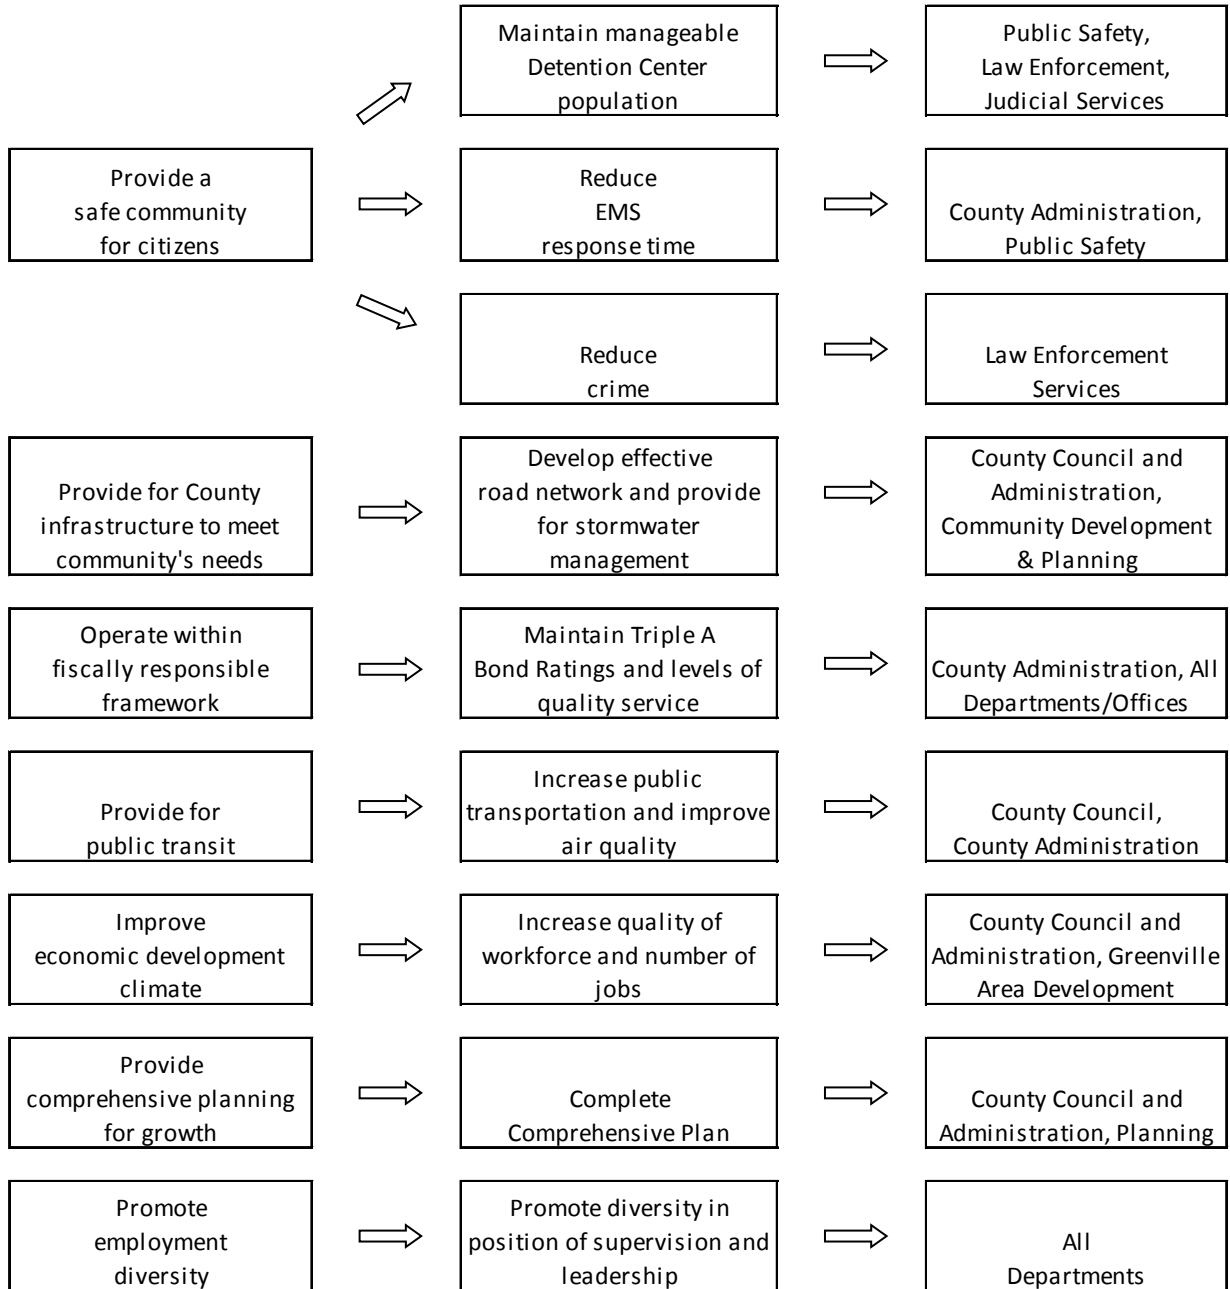 Maintain manageable
Detention Center
population
Public Safety,
Law Enforcement,
Judicial Services
Provide a
safe community
for citizens
Reduce
EMS
response time
County Administration,
Public Safety
Reduce
crime
Law Enforcement
Services
Provide for County
infrastructure to meet
community's needs
Develop effective
road network and provide
for stormwater
management
County Council and
Administration,
Community Development
& Planning
Operate within
fiscally responsible
framework
Maintain Triple A
Bond Ratings and levels of
quality service
County Administration, All
Departments/Offices
Provide for
public transit
Increase public
transportation and improve
air quality
County Council,
County Administration
Improve
economic development
climate
Increase quality of
workforce and number of
jobs
County Council and
Administration, Greenville
Area Development
Provide
comprehensive planning
for growth
Complete
Comprehensive Plan
County Council and
Administration, Planning
Promote
employment
diversity
Promote diversity in
position of supervision and
leadership
All
Departments